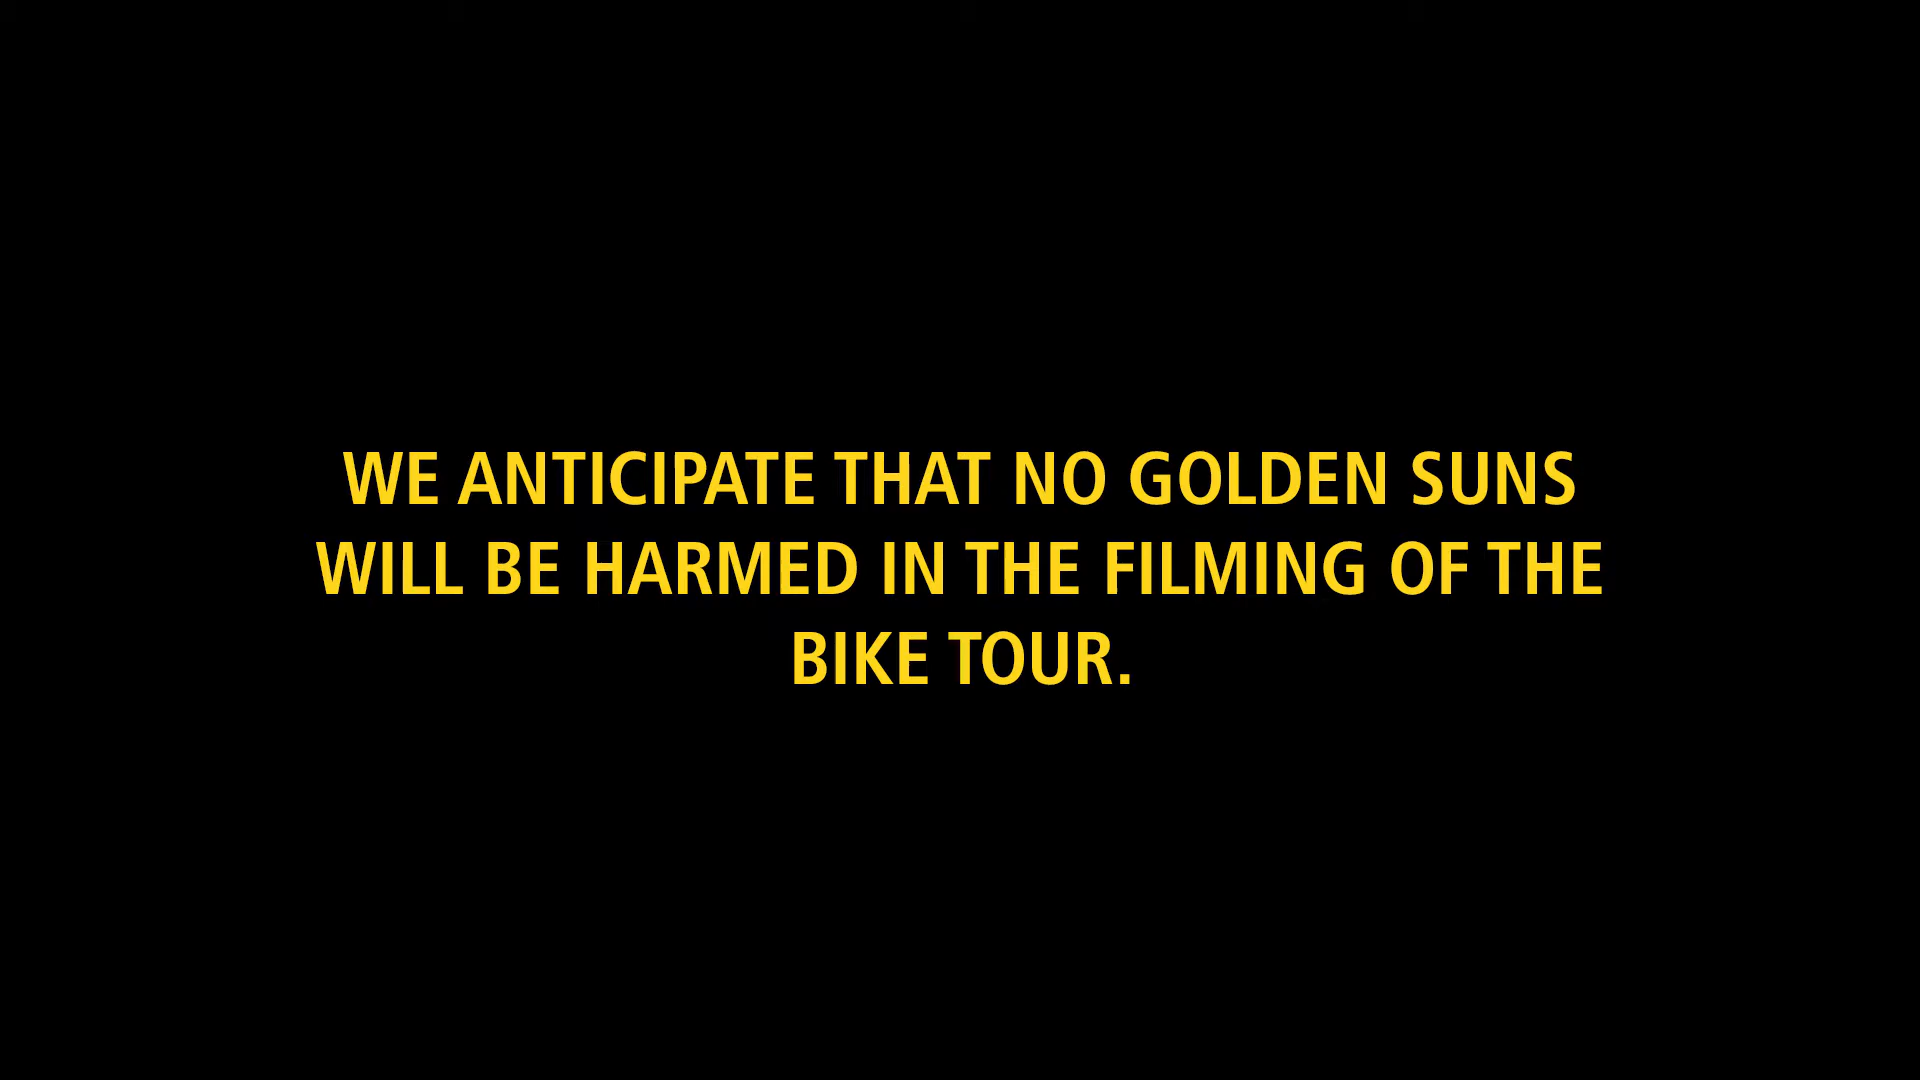 WE ANTICIPATE THAT NO GOLDEN SUNS
WILL BE HARMED IN THE FILMING OF THE
BIKE TOUR.